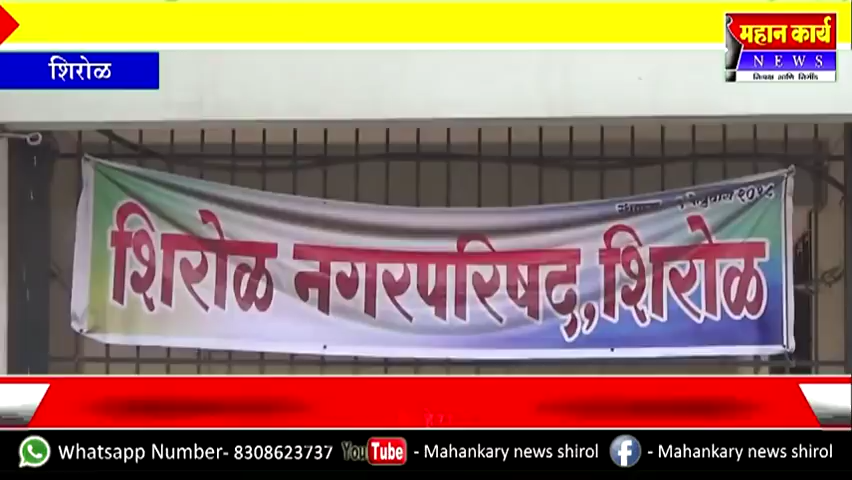 महान कार्य
NEWS
शिरोळ
शिरोळ नगरपरिषद, शिरोळ
Whatsapp Number- 8308623737 YouTube - Mahankary news shirol f - Mahankary news shirol